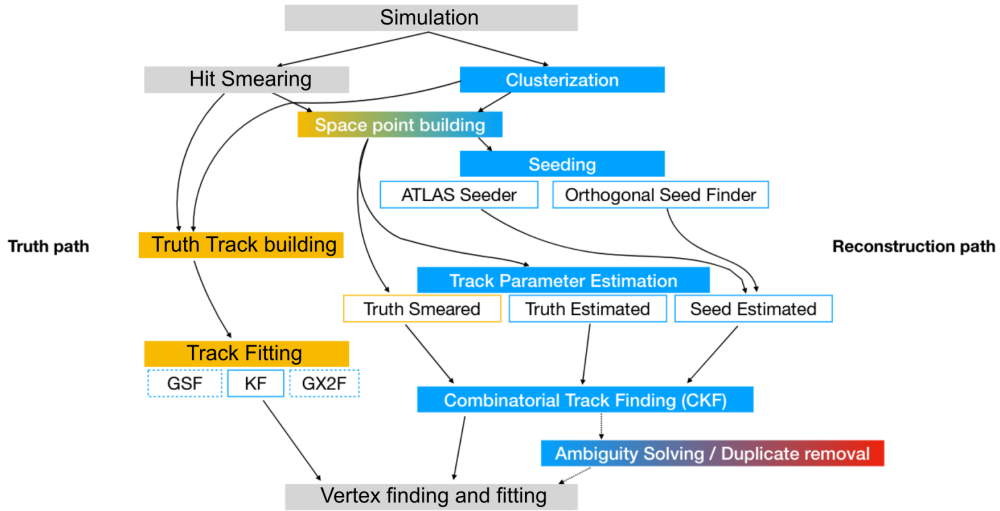 Simulation
Hit Smearing
Clusterization
Space point building
Seeding
ATLAS Seeder
Orthogonal Seed Finder
Truth path
Truth Track building
Reconstruction path
Track Parameter Estimation
Truth Smeared
Truth Estimated
Seed Estimated
Track Fitting
GSF
KF
GX2F
Combinatorial Track Finding (CKF)
Ambiguity Solving / Duplicate removal
Vertex finding and fitting